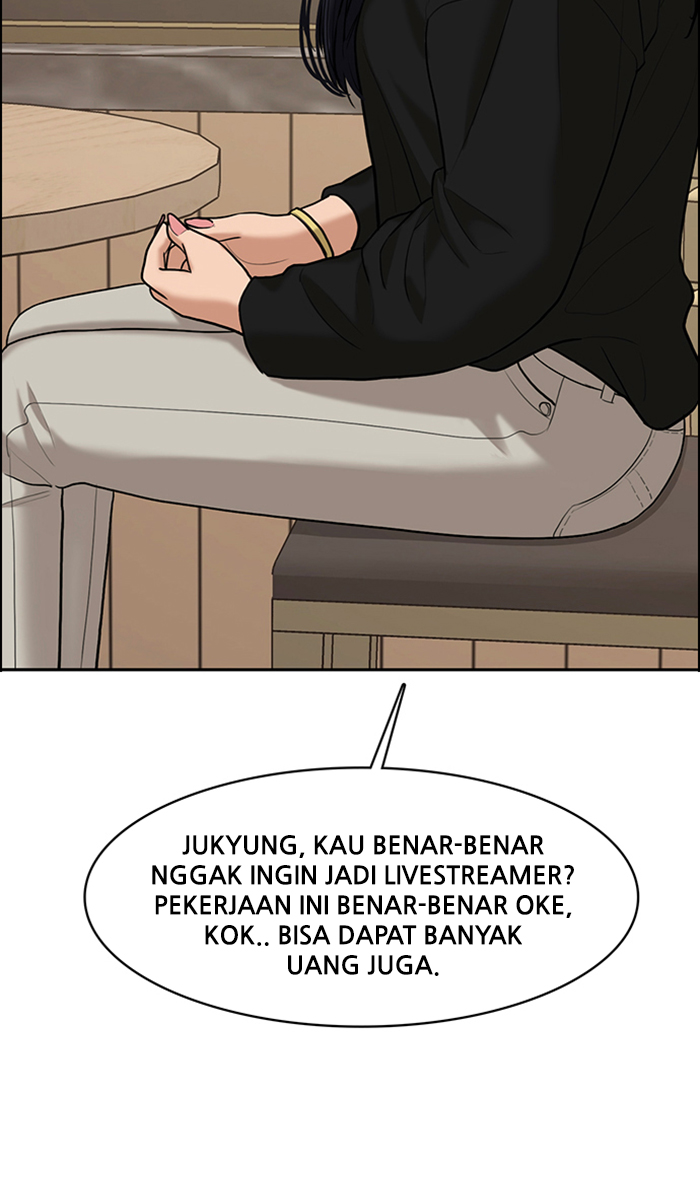 JUKYUNG, KAU BENAR-BENAR
NGGAK INGIN JADI LIVESTREAMER?
PEKERJAAN INI BENAR-BENAR OKE,
KOK.. BISA DAPAT BANYAK
UANG JUGA.